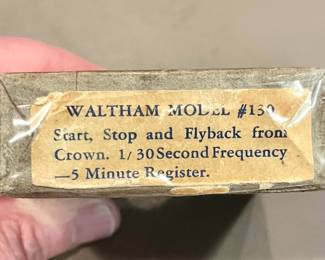 WALTHAM MODEL #130
Start, Stop and Flyback from
Crown. 1/30 Second Frequency
—5 Minute Register.